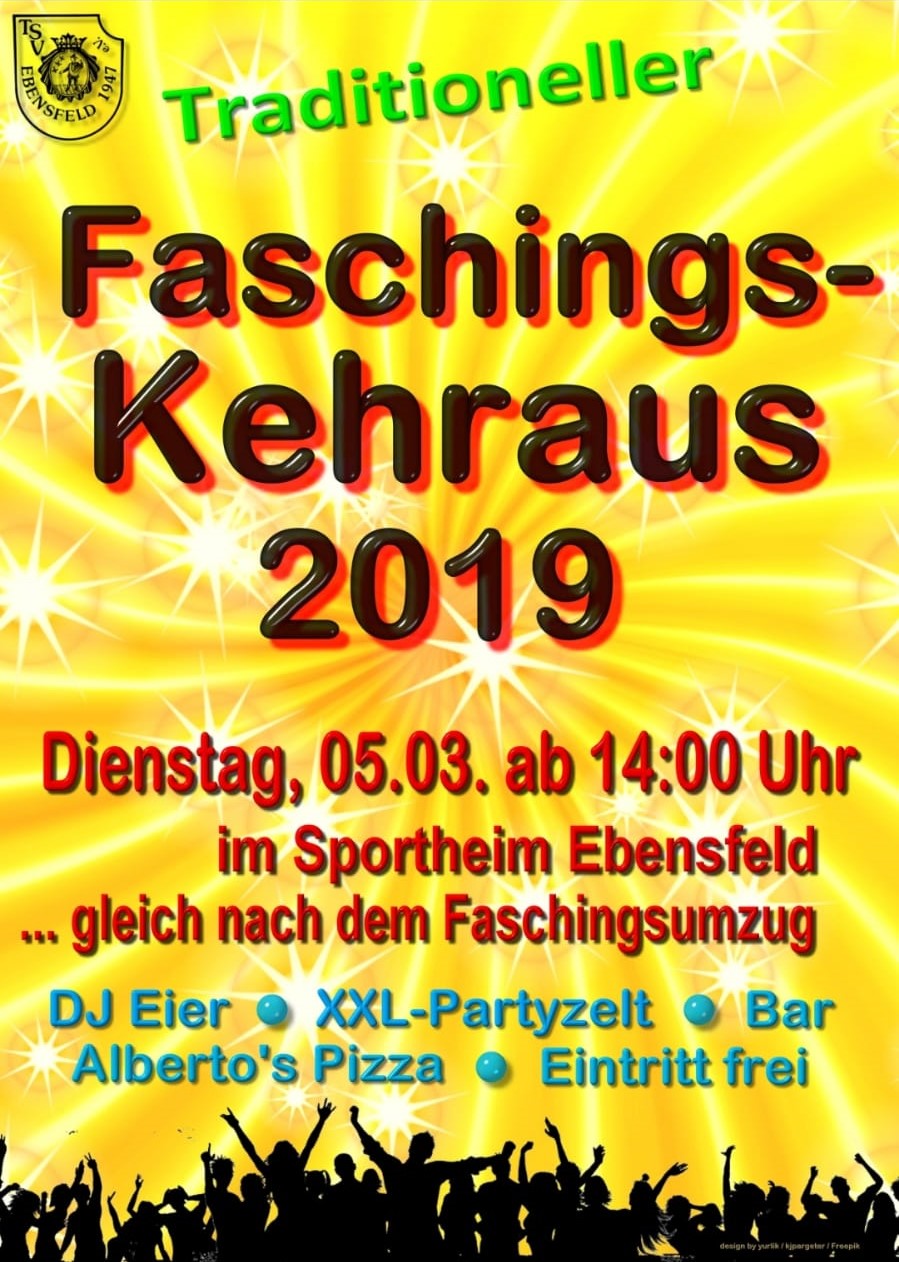 TSV
e.V.
EBENSFELD 1947
Traditioneller
Faschings-
Kehraus
2019
Dienstag, 05.03. ab 14:00 Uhr
im Sportheim Ebensfeld
... gleich nach dem Faschingsumzug
DJ Eier • XXL-Partyzelt • Bar
Alberto's Pizza • Eintritt frei
design by yurlik / kjpargeter / Freepik